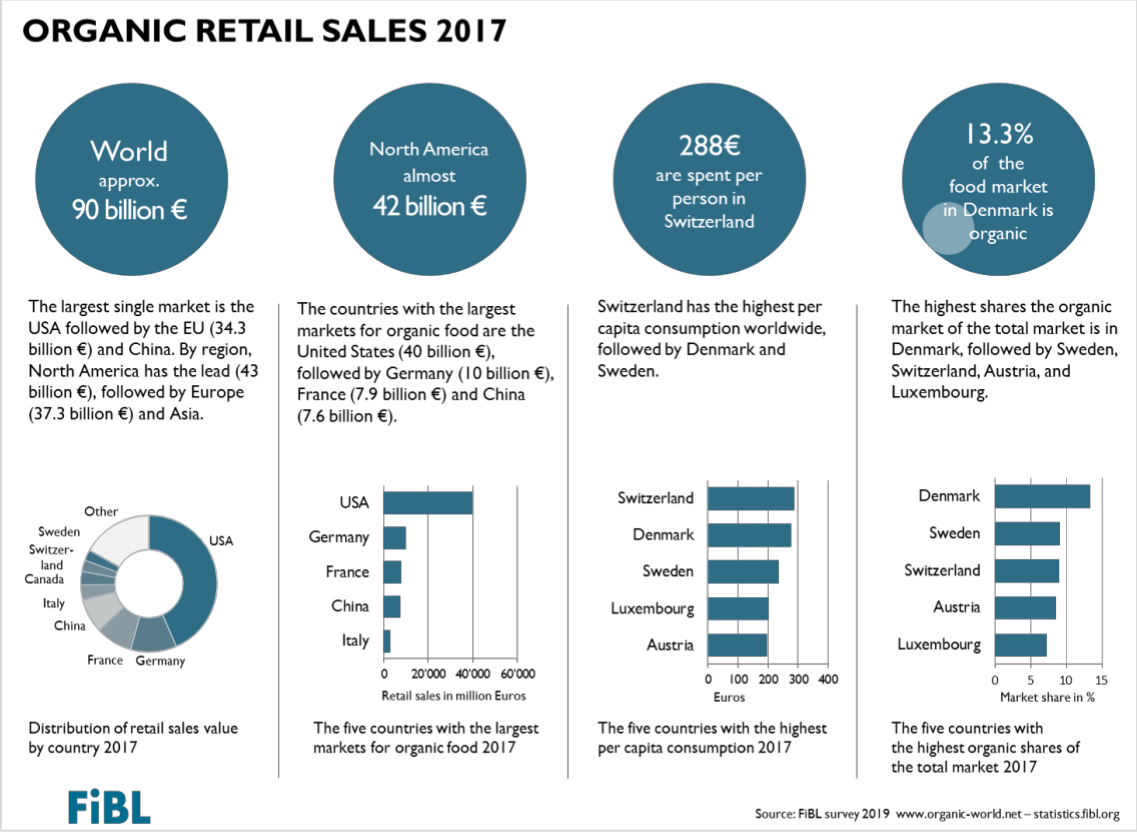 ORGANIC RETAIL SALES 2017
World
approx.
90 billion €
North America
almost
42 billion €
288€
are spent per
person in
Switzerland
13.3%
of the
food market
in Denmark is
organic
The largest single market is the
USA followed by the EU (34.3
billion €) and China. By region,
North America has the lead (43
billion €), followed by Europe
(37.3 billion €) and Asia.
The countries with the largest
markets for organic food are the
United States (40 billion €),
followed by Germany (10 billion €),
France (7.9 billion €) and China
(7.6 billion €).
Switzerland has the highest per
capita consumption worldwide,
followed by Denmark and
Sweden.
The highest shares the organic
market of the total market is in
Denmark, followed by Sweden,
Switzerland, Austria, and
Luxembourg.
Other
Sweden
Switzer-
land
Canada
Italy
China
France
Germany
USA
Distribution of retail sales value
by country 2017
USA
Germany
France
China
Italy
0 20'000 40'000 60'000
Retail sales in million Euros
The five countries with the largest
markets for organic food 2017
Switzerland
Denmark
Sweden
Luxembourg
Austria
0 100 200 300 400
Euros
The five countries with the highest
per capita consumption 2017
Denmark
Sweden
Switzerland
Austria
Luxembourg
0 5 10 15
Market share in %
The five countries with
the highest organic shares of
the total market 2017
FiBL
Source: FiBL survey 2019 www.organic-world.net – statistics.fibl.org